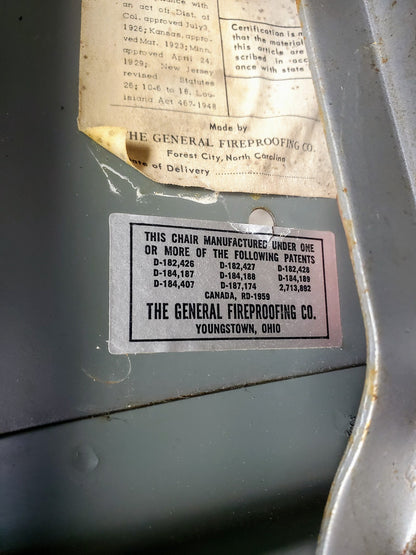 ance with
an act of: Dist. of
Col. approved July 3,
1926; Kansas, appro-
ved Mar. 1923; Minn.
approved April 24,
1929; New Jersey
revised Statutes
26; 10-6 to 18. Lou-
isiana Act 467-1948
Certification is
that the material
this article are
scribed in acc
ance with state
Made by
THE GENERAL FIREPROOFING CO.
Forest City, North Carolina
te of Delivery
THIS CHAIR MANUFACTURED UNDER ONE
OR MORE OF THE FOLLOWING PATENTS
D-182,426 D-182,427 D-182,428
D-184,187 D-184,188 D-184,189
D-184,407 D-187,174 2,713,892
CANADA, RD-1959
THE GENERAL FIREPROOFING CO.
YOUNGSTOWN, OHIO